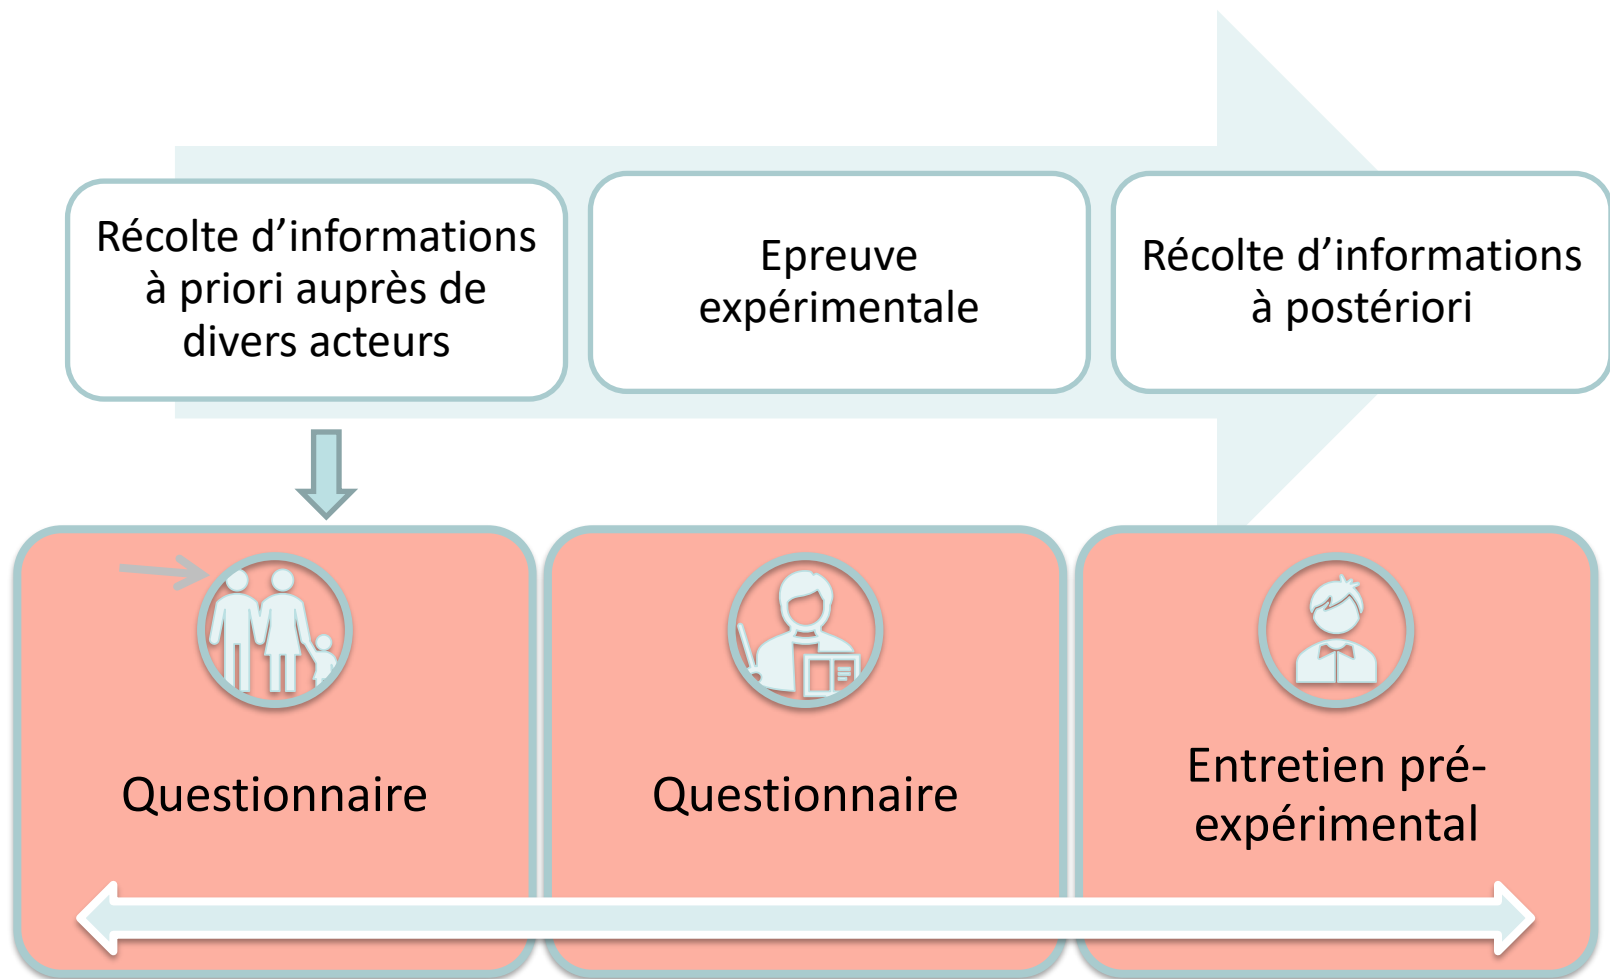 Récolte d’informations
à priori auprès de
divers acteurs
Epreuve
expérimentale
Récolte d’informations
à postériori
Questionnaire
Questionnaire
Entretien pré-
expérimental